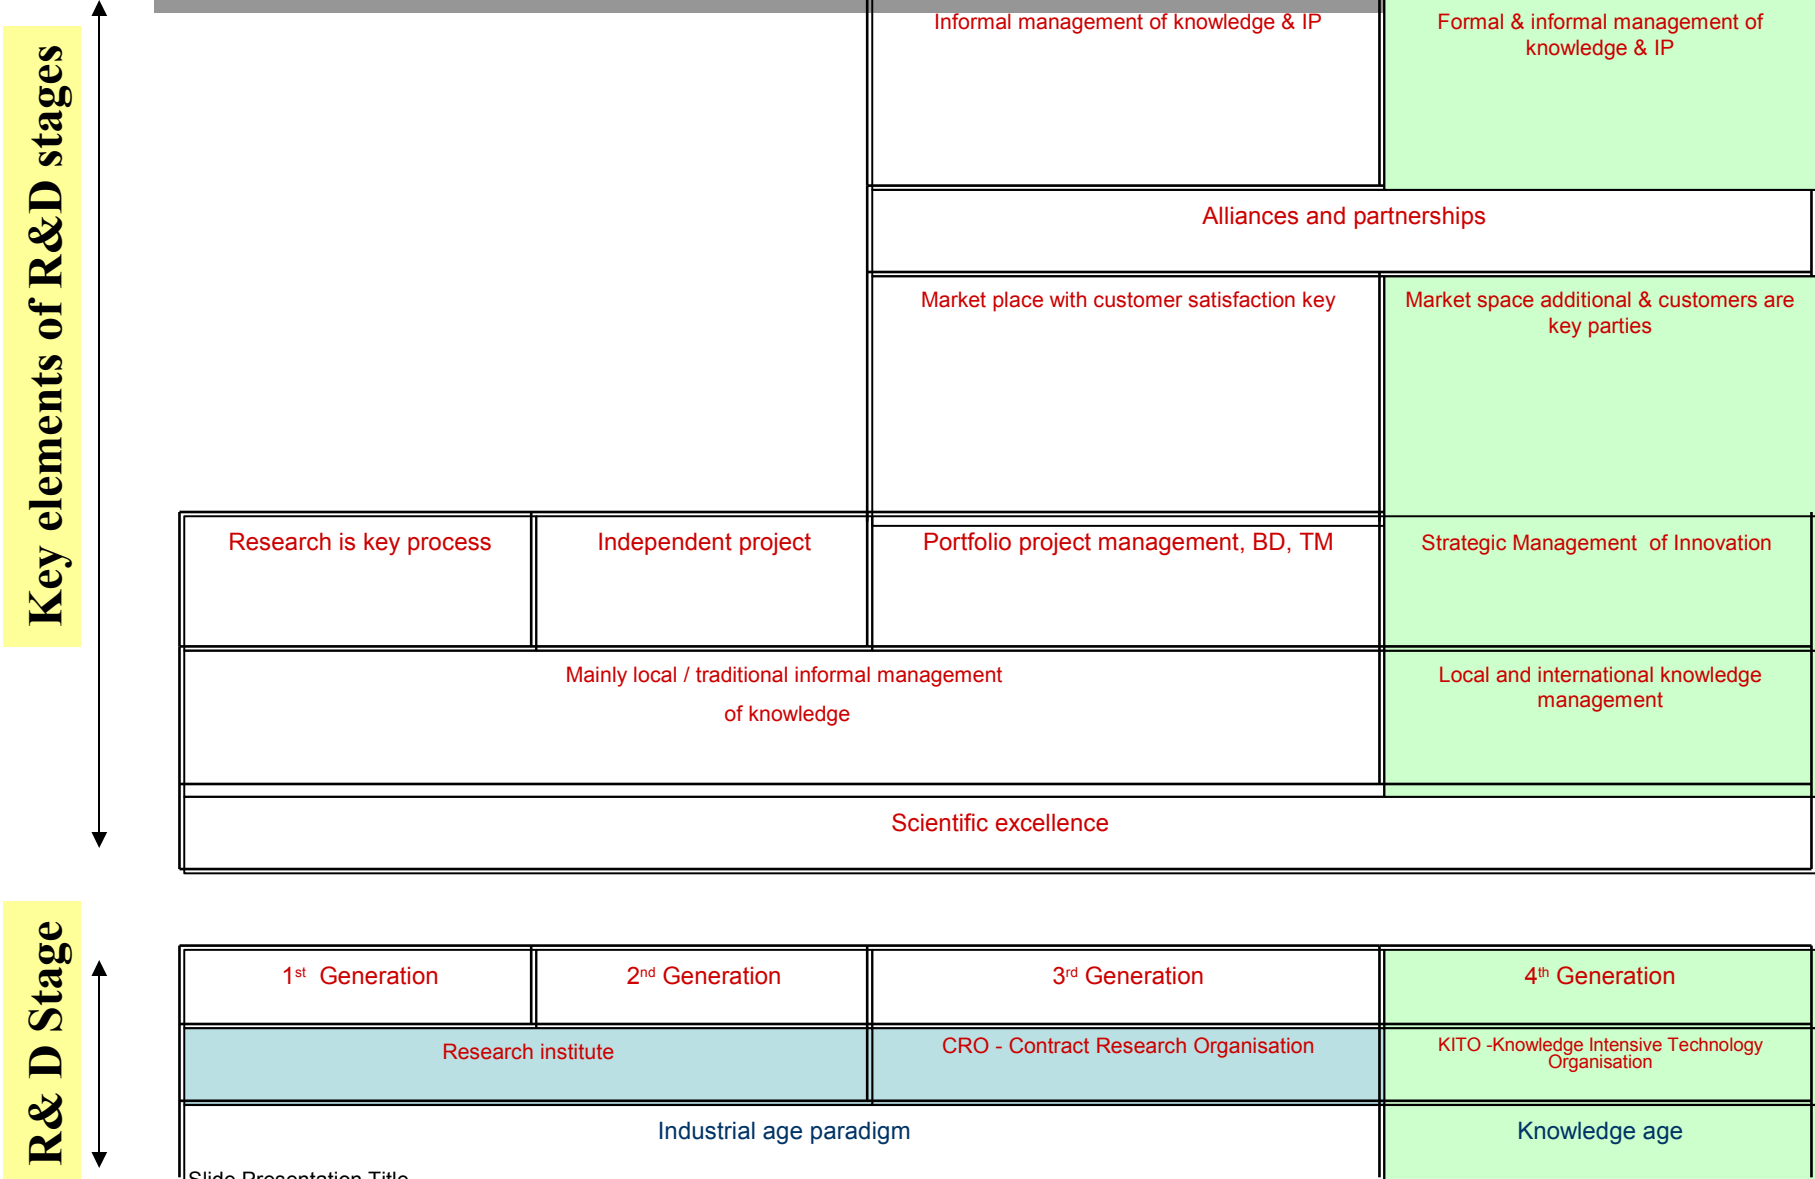 Key elements of R&D stages
Informal management of knowledge & IP
Formal & informal management of
knowledge & IP
Alliances and partnerships
Market place with customer satisfaction key
Market space additional & customers are
key parties
Research is key process
Independent project
Portfolio project management, BD, TM
Strategic Management of Innovation
Mainly local / traditional informal management
of knowledge
Local and international knowledge
management
Scientific excellence
R& D Stage
1st Generation
2nd Generation
3rd Generation
4th Generation
Research institute
CRO - Contract Research Organisation
KITO -Knowledge Intensive Technology
Organisation
Industrial age paradigm
Knowledge age
Slide Presentation Title